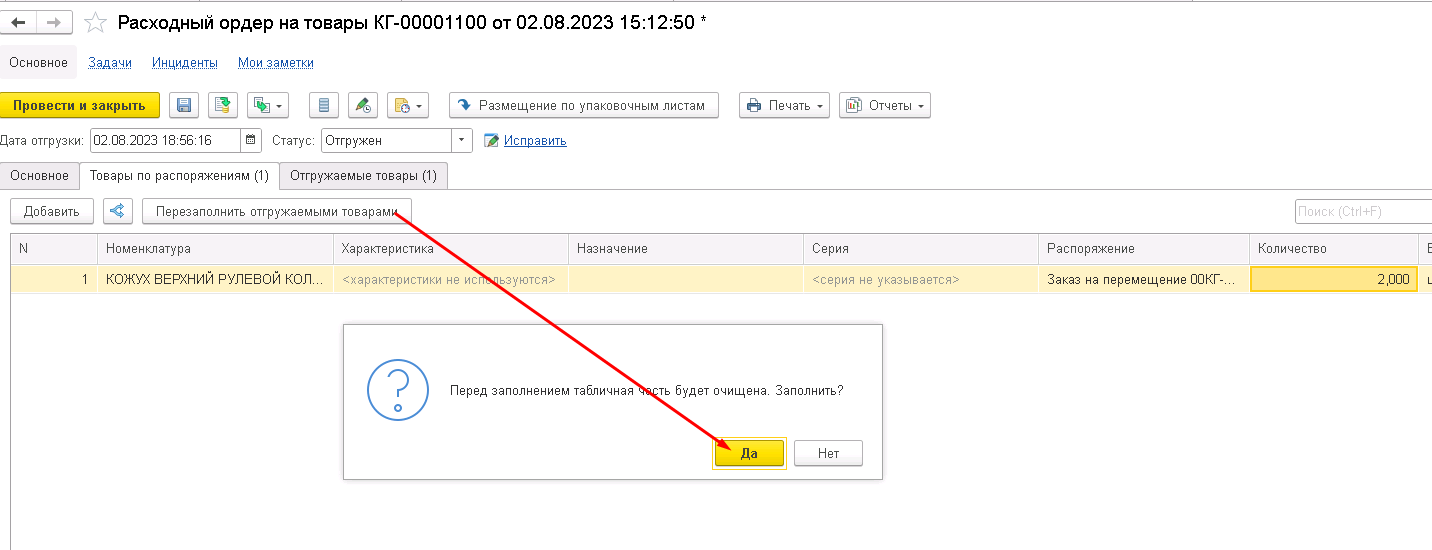 Расходный ордер на товары КГ-00001100 от 02.08.2023 15:12:50 *
Основное Задачи Инциденты Мои заметки
Провести и закрыть Размещение по упаковочным листам Печать Отчеты
Дата отгрузки: 02.08.2023 18:56:16 Статус: Отгружен Исправить
Основное Товары по распоряжениям (1) Отгружаемые товары (1)
Добавить Перезаполнить отгружаемыми товарами Поиск (Ctrl+F)
N Номенклатура Характеристика Назначение Серия Распоряжение Количество
1 КОЖУХ ВЕРХНИЙ РУЛЕВОЙ КОЛ... <характеристики не используются> <серия не указывается> Заказ на перемещение 00КГ-... 2,000
Перед заполнением табличная часть будет очищена. Заполнить?
Да Нет